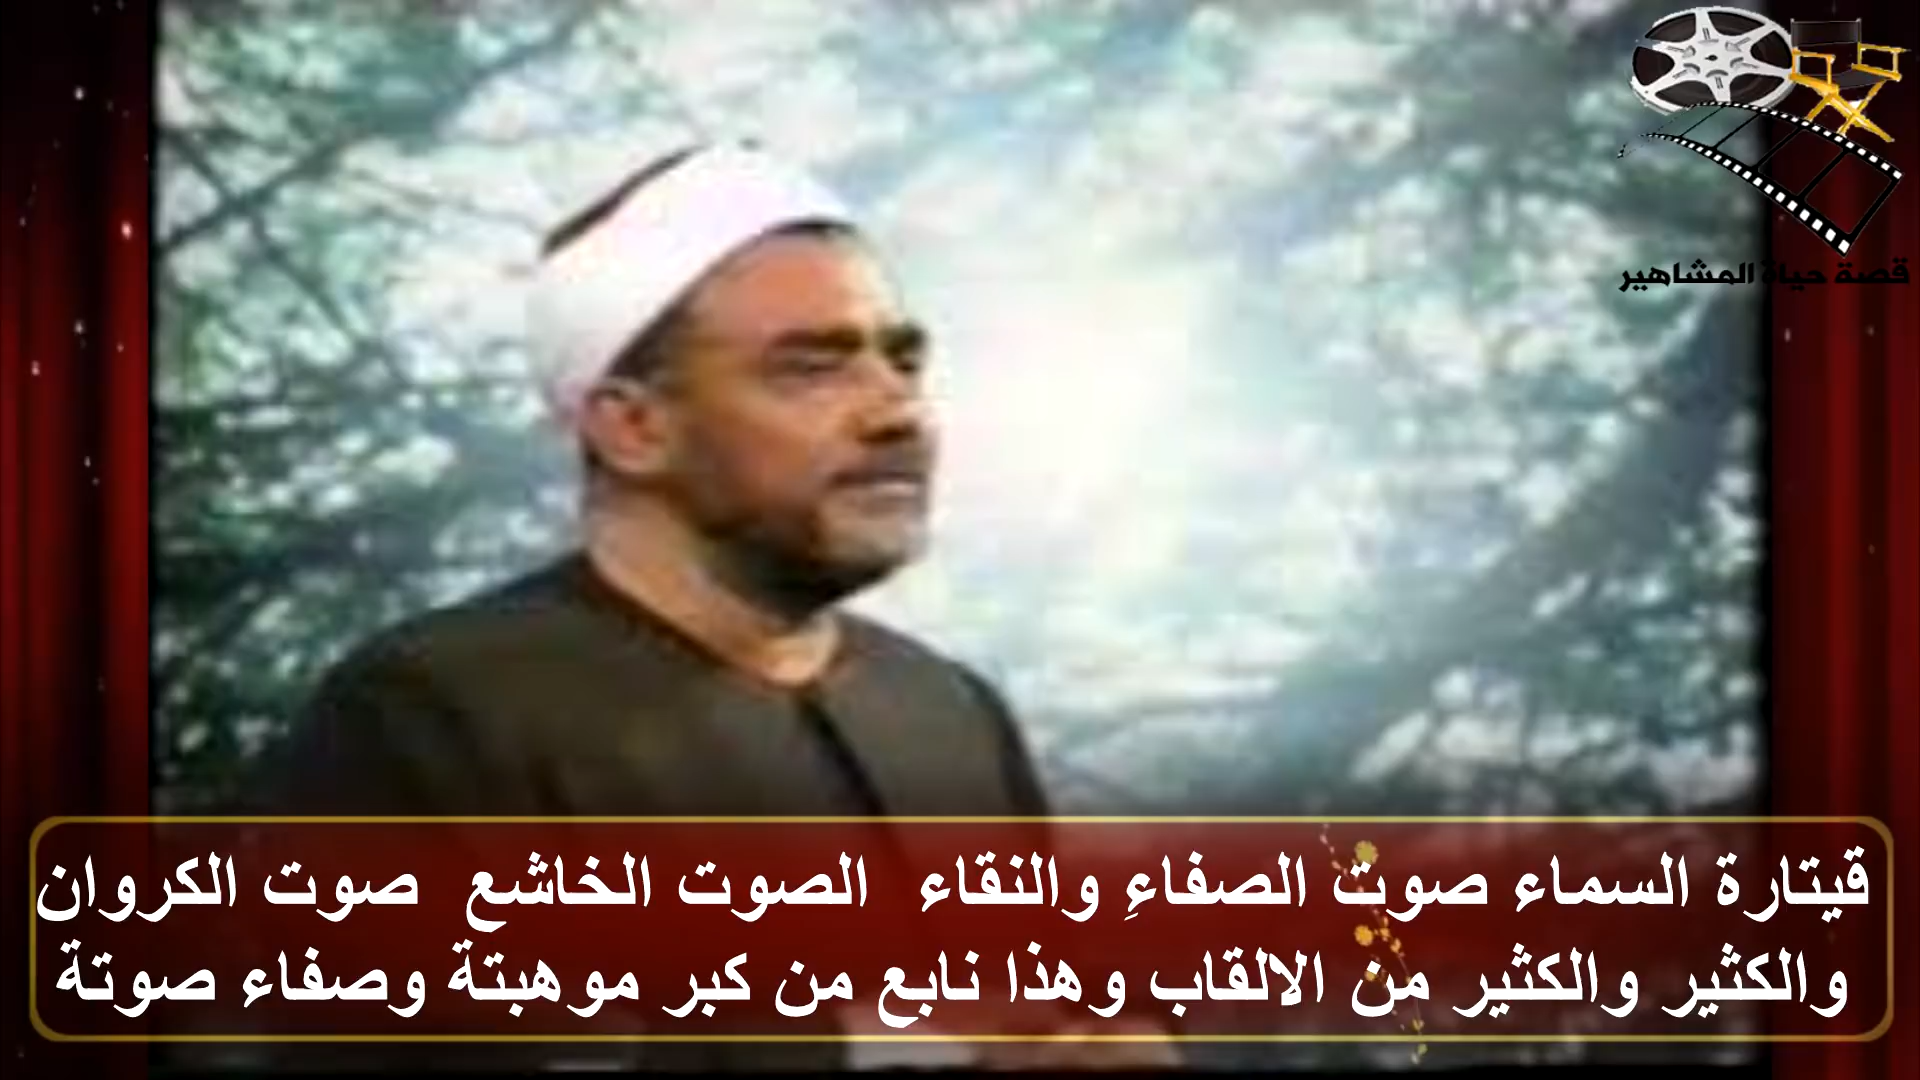 قصة حياة المشاهير
قيتارة السماء صوت الصفاءِ والنقاء الصوت الخاشع صوت الكروان
والكثير والكثير من الالقاب وهذا نابع من كبر موهبتة وصفاء صوتة